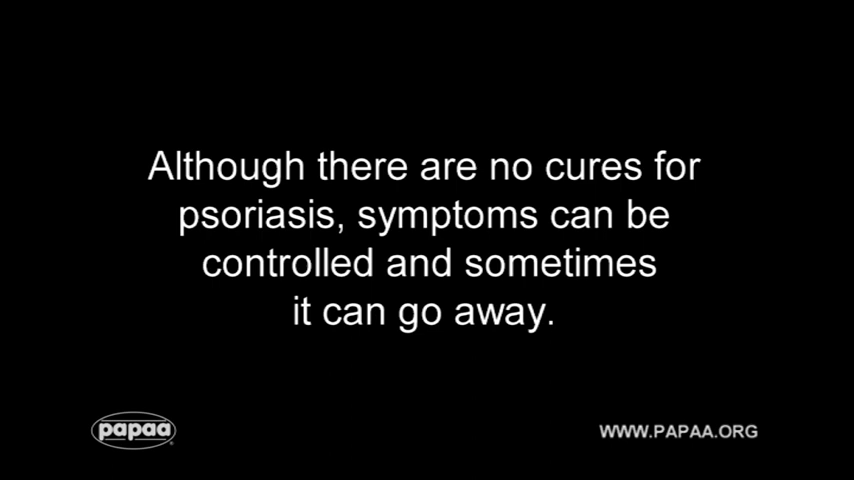 Although there are no cures for
psoriasis, symptoms can be
controlled and sometimes
it can go away.
papaa
WWW.PAPAA.ORG